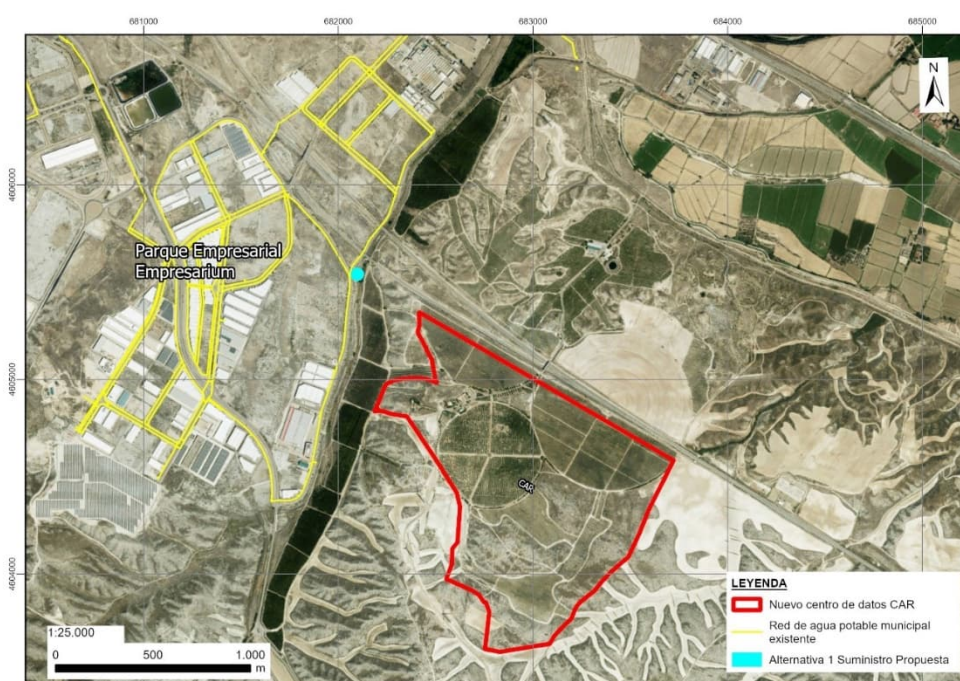 681000 682000 683000 684000 685000
N
4606000
Parque Empresarial
Empresarium
4605000
CAR
4604000
LEYENDA
Nuevo centro de datos CAR
Red de agua potable municipal
existente
Alternativa 1 Suministro Propuesta
1:25.000
0 500 1.000
m